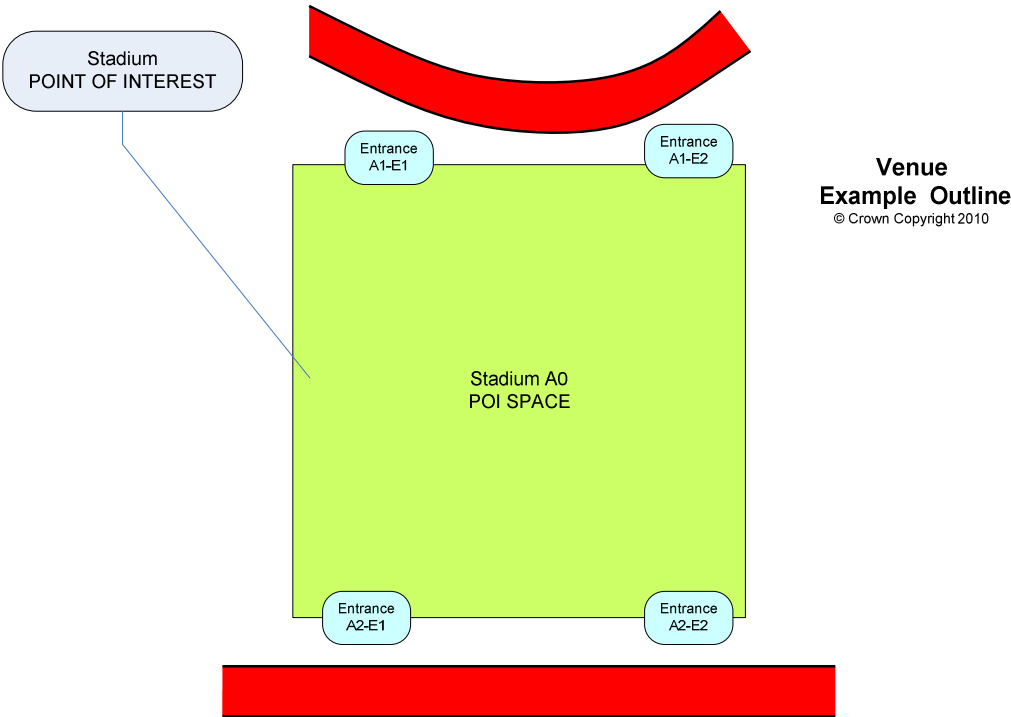 Stadium
POINT OF INTEREST
Entrance
A1-E1
Entrance
A1-E2
Venue
Example Outline
© Crown Copyright 2010
Stadium A0
POI SPACE
Entrance
A2-E1
Entrance
A2-E2